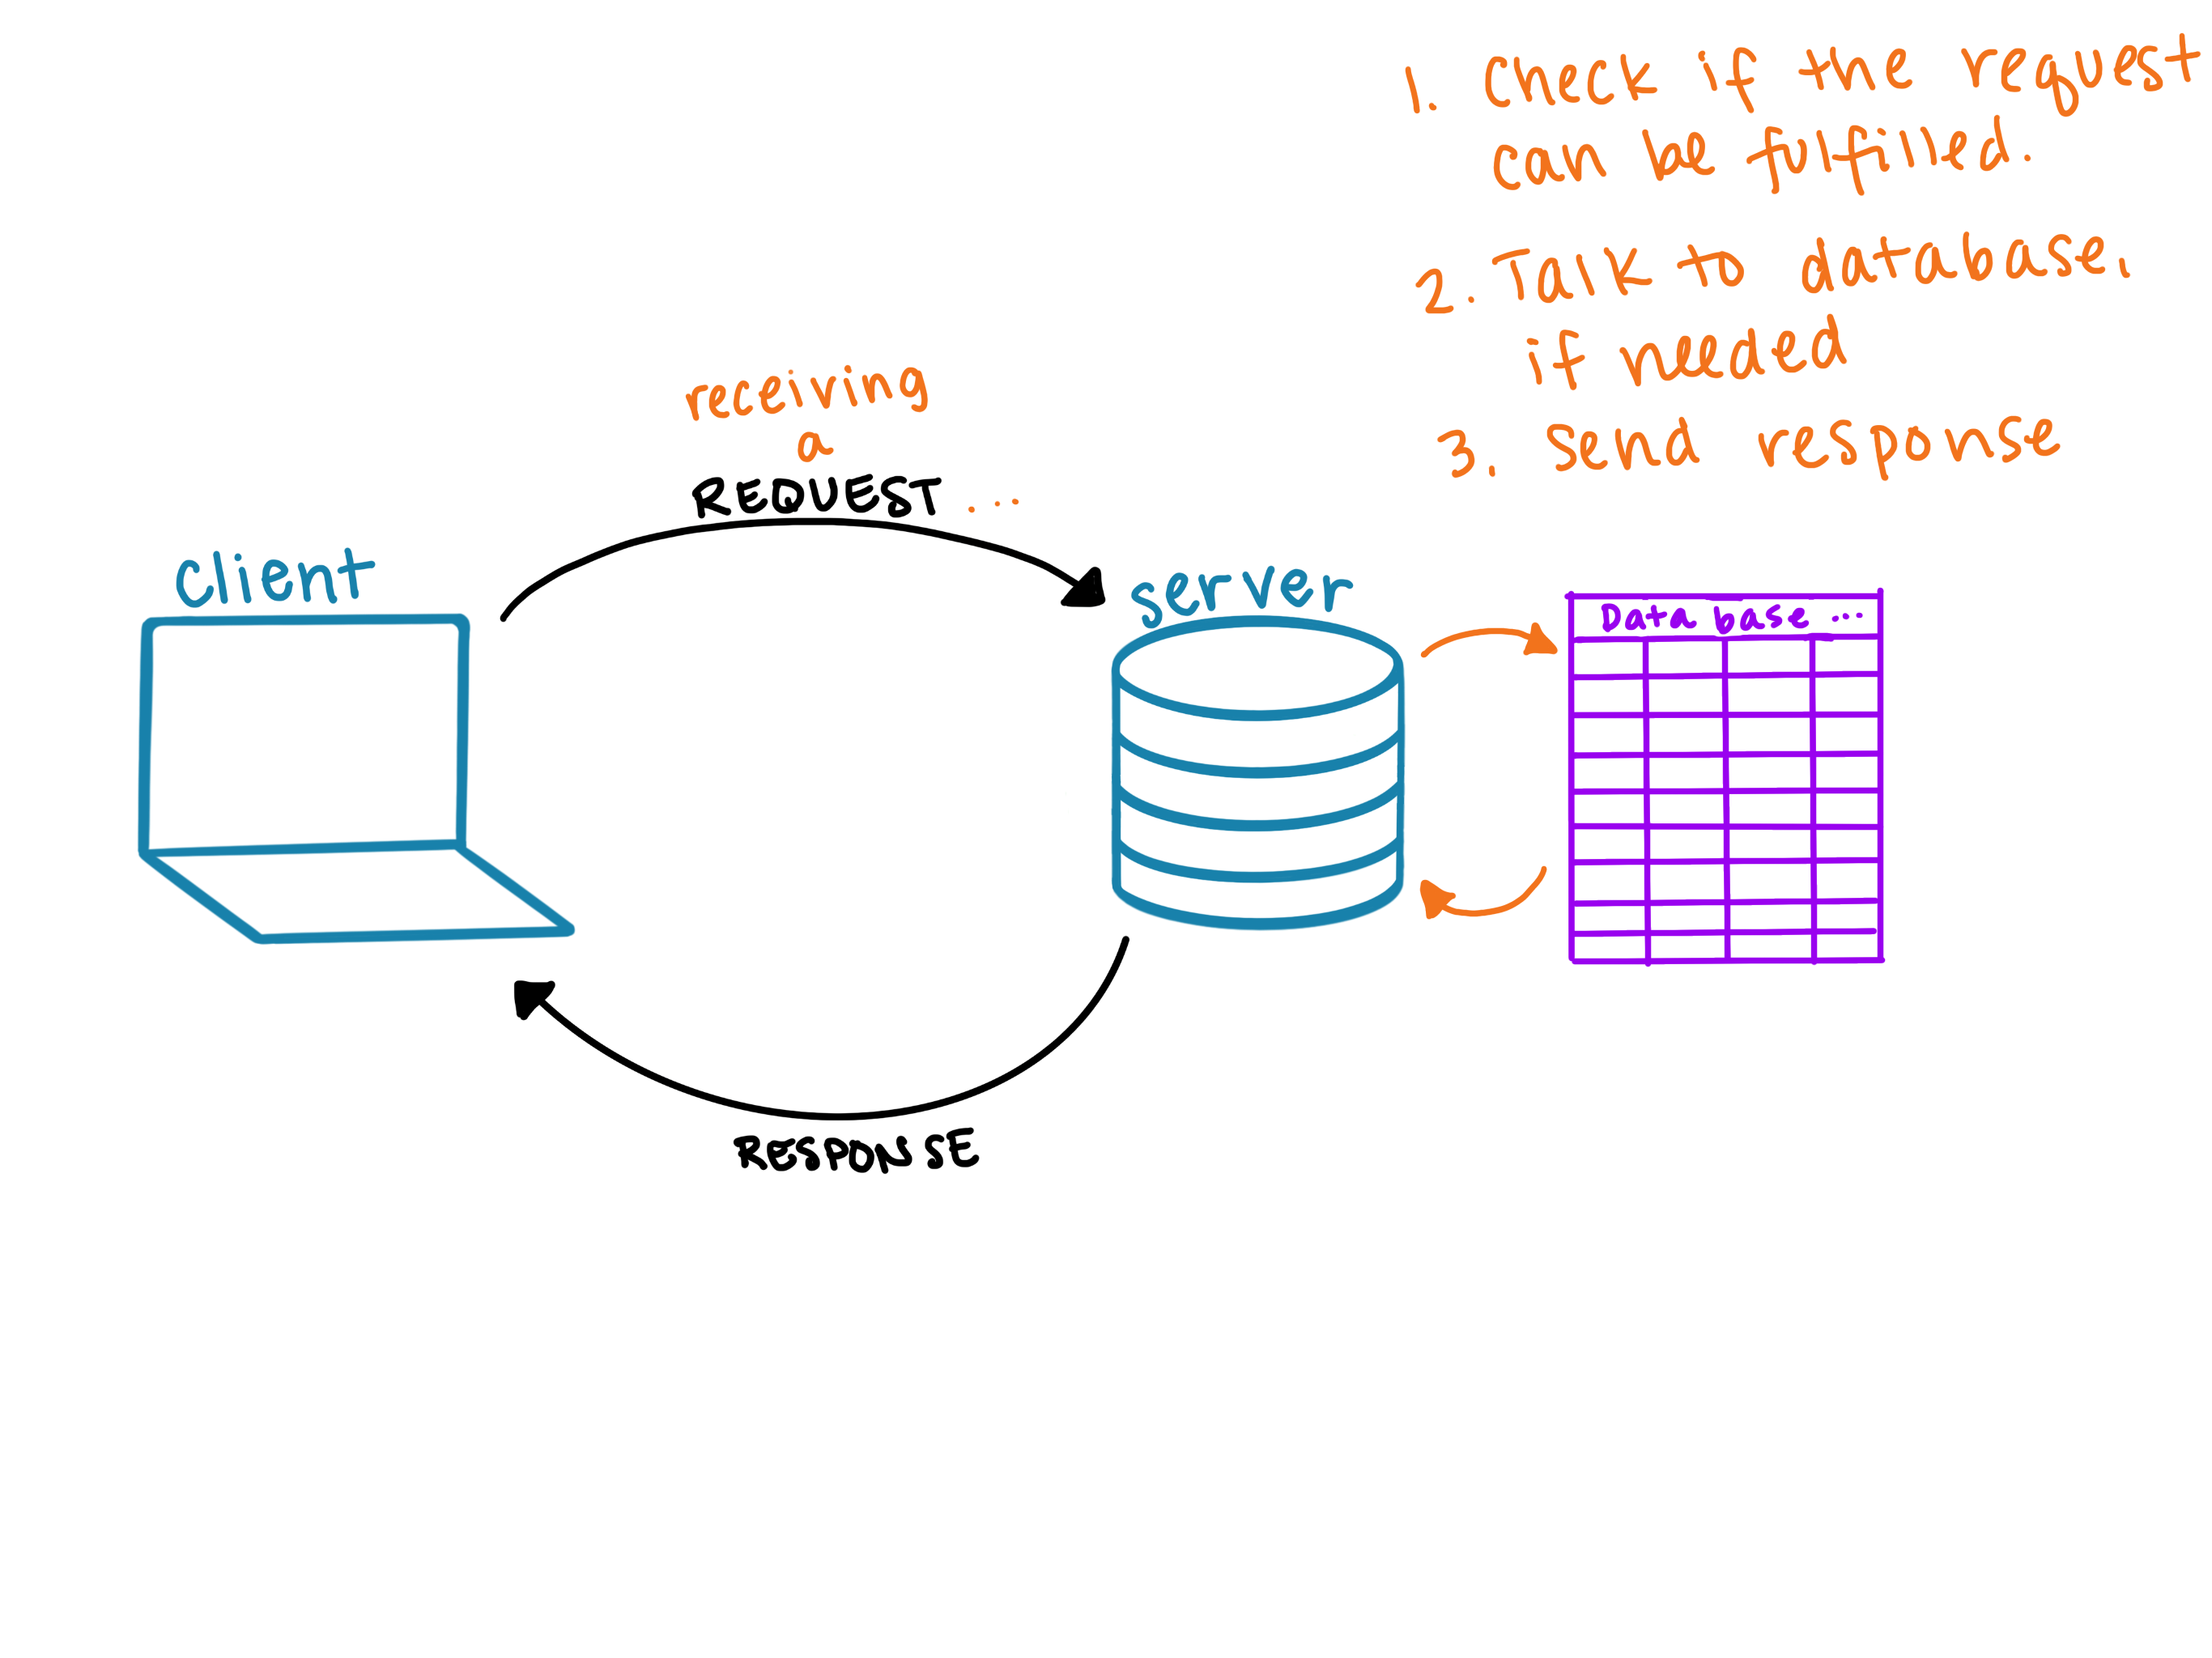 1. Check if the request
can be fulfilled.
2. Talk to database,
if needed
3. Send response
receiving
a
REQUEST ...
Client
server
Data base ...
RESPONSE